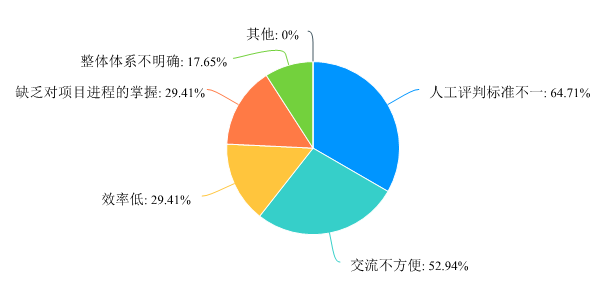 其他: 0%
整体体系不明确: 17.65%
缺乏对项目进程的掌握: 29.41%
人工评判标准不一: 64.71%
效率低: 29.41%
交流不方便: 52.94%